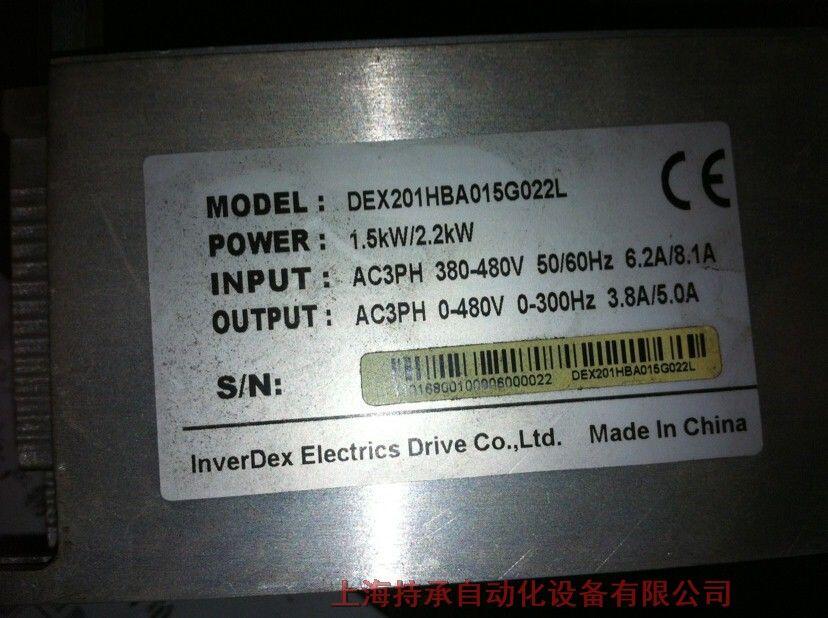 MODEL: DEX201HBA015G022L
CE
POWER: 1.5kW/2.2kW
INPUT: AC3PH 380-480V 50/60Hz 6.2A/8.1A
OUTPUT: AC3PH 0-480V 0-300Hz 3.8A/5.0A
S/N:
0168G0100906000022 DEX201HBA015G022L
InverDex Electrics Drive Co.,Ltd. Made In China
上海持承自动化设备有限公司